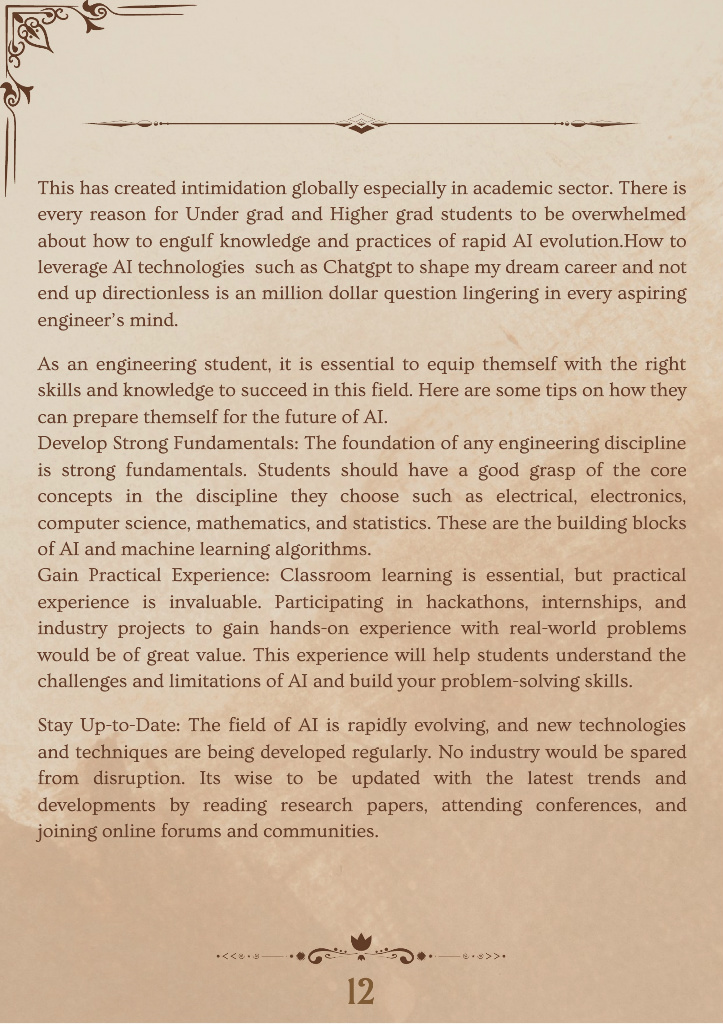 This has created intimidation globally especially in academic sector. There is
every reason for Under grad and Higher grad students to be overwhelmed
about how to engulf knowledge and practices of rapid AI evolution.How to
leverage AI technologies  such as Chatgpt to shape my dream career and not
end up directionless is an million dollar question lingering in every aspiring
engineer's mind.
As an engineering student, it is essential to equip themself with the right
skills and knowledge to succeed in this field. Here are some tips on how they
can prepare themself for the future of AI.
Develop Strong Fundamentals: The foundation of any engineering discipline
is strong fundamentals. Students should have a good grasp of the core
concepts in the discipline they choose such as electrical, electronics,
computer science, mathematics, and statistics. These are the building blocks
of AI and machine learning algorithms.
Gain Practical Experience: Classroom learning is essential, but practical
experience is invaluable. Participating in hackathons, internships, and
industry projects to gain hands-on experience with real-world problems
would be of great value. This experience will help students understand the
challenges and limitations of AI and build your problem-solving skills.
Stay Up-to-Date: The field of AI is rapidly evolving, and new technologies
and techniques are being developed regularly. No industry would be spared
from disruption. Its wise to be updated with the latest trends and
developments by reading research papers, attending conferences, and
joining online forums and communities.
12